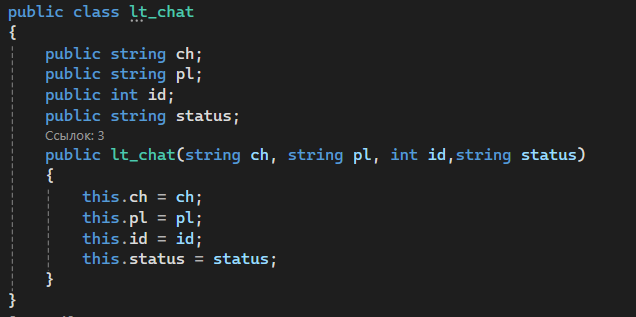 public class lt_chat
{
public string ch;
public string pl;
public int id;
public string status;
Ссылок: 3
public lt_chat(string ch, string pl, int id,string status)
{
this.ch = ch;
this.pl = pl;
this.id = id;
this.status = status;
}
}